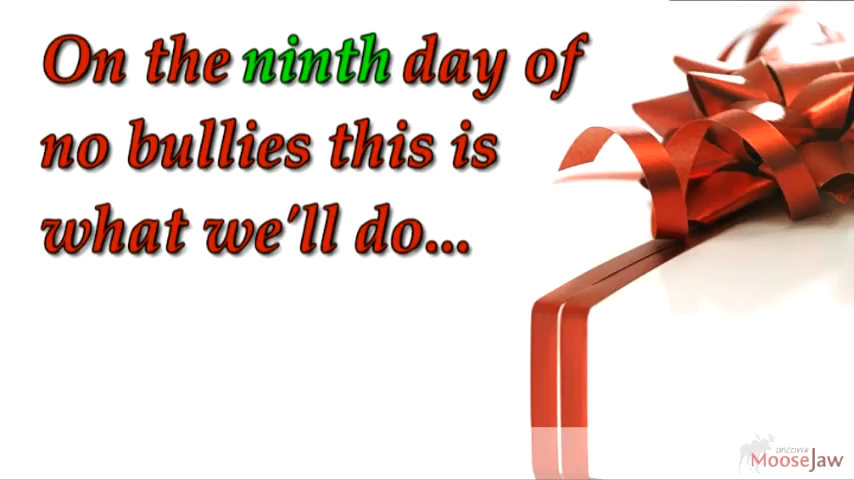 On the ninth day of
no bullies this is
what we'll do...
DISCOVER
MOOSEJAW